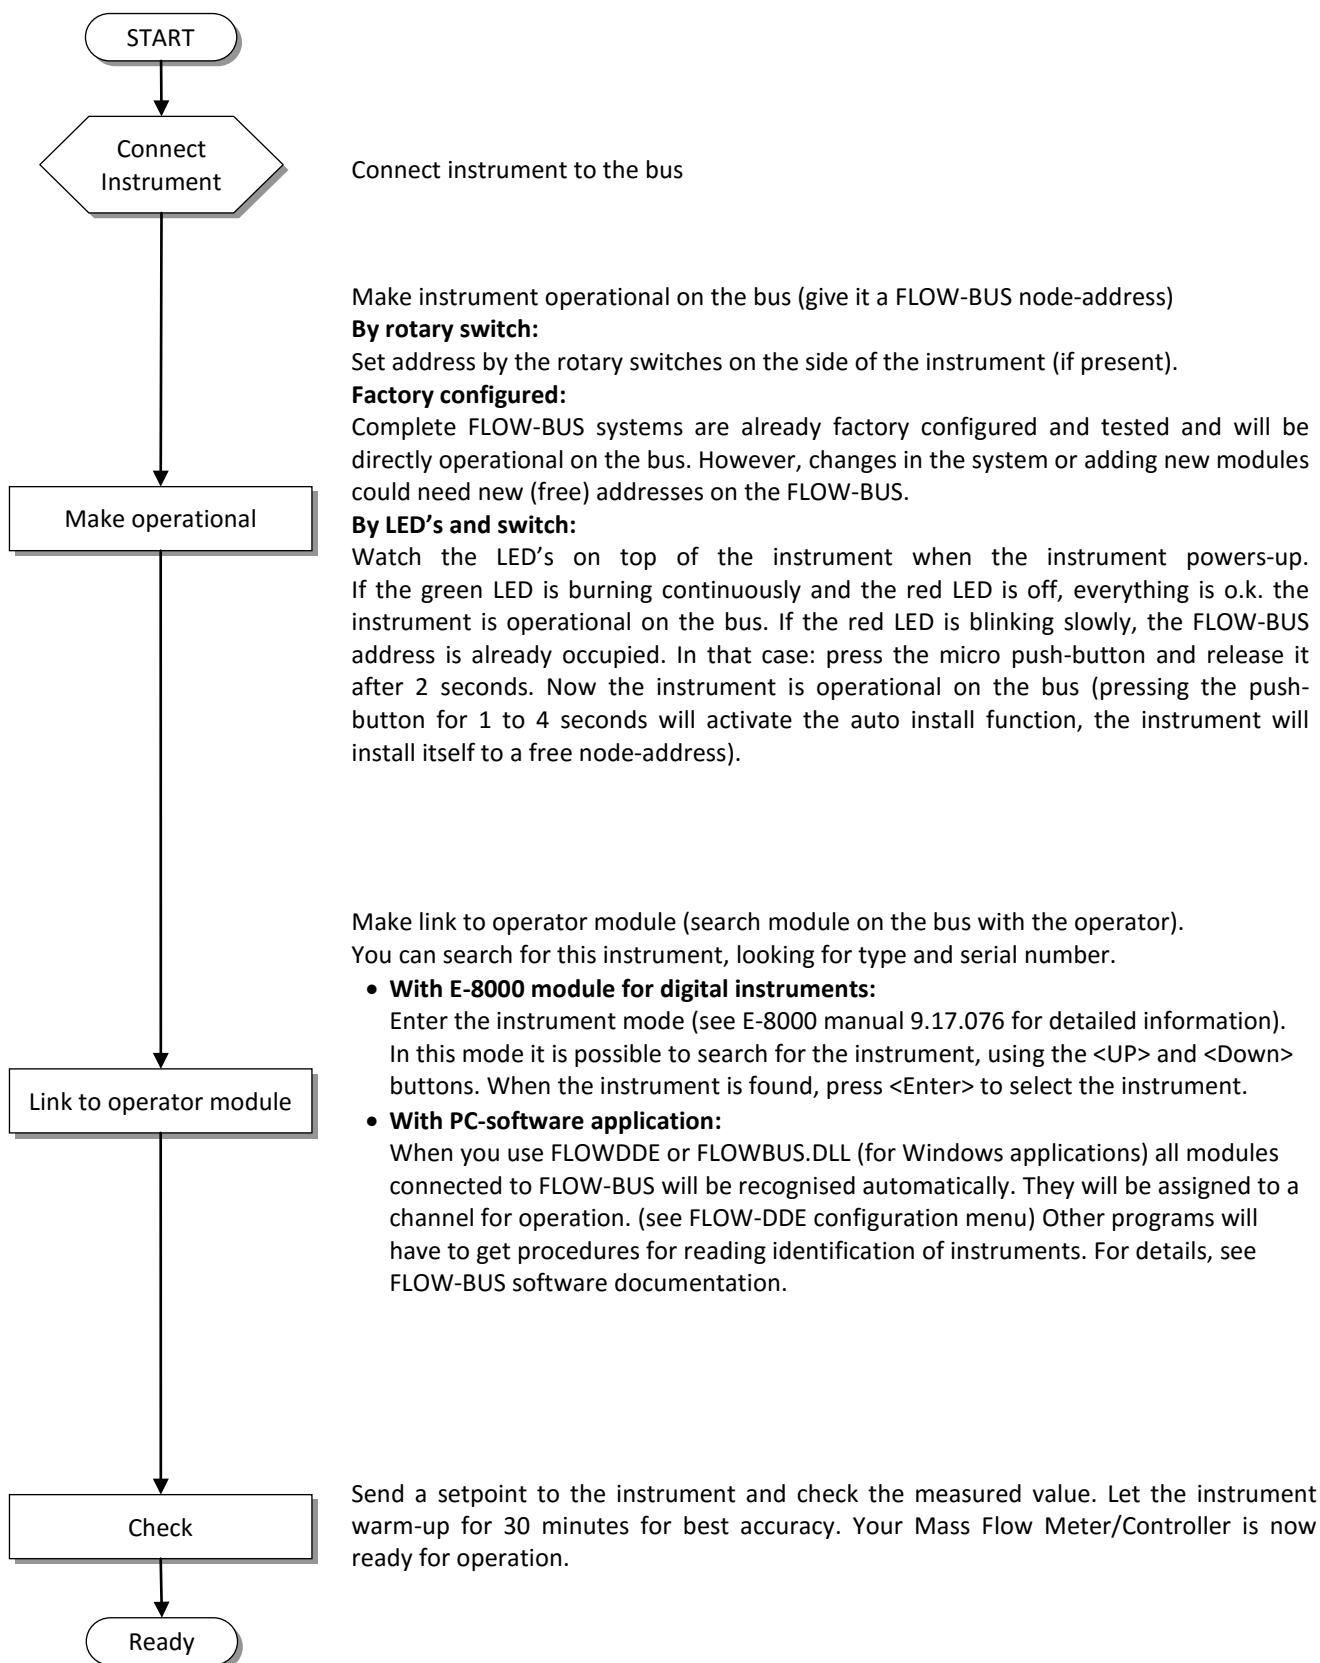 START
Connect
Instrument
Connect instrument to the bus
Make instrument operational on the bus (give it a FLOW-BUS node-address)
By rotary switch:
Set address by the rotary switches on the side of the instrument (if present).
Factory configured:
Complete FLOW-BUS systems are already factory configured and tested and will be
directly operational on the bus. However, changes in the system or adding new modules
could need new (free) addresses on the FLOW-BUS.
Make operational
By LED’s and switch:
Watch the LED’s on top of the instrument when the instrument powers-up.
If the green LED is burning continuously and the red LED is off, everything is o.k. the
instrument is operational on the bus. If the red LED is blinking slowly, the FLOW-BUS
address is already occupied. In that case: press the micro push-button and release it
after 2 seconds. Now the instrument is operational on the bus (pressing the push-
button for 1 to 4 seconds will activate the auto install function, the instrument will
install itself to a free node-address).
Make link to operator module (search module on the bus with the operator).
You can search for this instrument, looking for type and serial number.
• With E-8000 module for digital instruments:
Enter the instrument mode (see E-8000 manual 9.17.076 for detailed information).
In this mode it is possible to search for the instrument, using the <UP> and <Down>
buttons. When the instrument is found, press <Enter> to select the instrument.
Link to operator module
• With PC-software application:
When you use FLOWDDE or FLOWBUS.DLL (for Windows applications) all modules
connected to FLOW-BUS will be recognised automatically. They will be assigned to a
channel for operation. (see FLOW-DDE configuration menu) Other programs will
have to get procedures for reading identification of instruments. For details, see
FLOW-BUS software documentation.
Check
Send a setpoint to the instrument and check the measured value. Let the instrument
warm-up for 30 minutes for best accuracy. Your Mass Flow Meter/Controller is now
ready for operation.
Ready